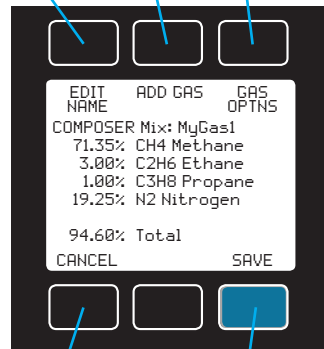 EDIT ADD GAS GAS
NAME OPTNS
COMPOSER Mix: MyGas1
71.35% CH4 Methane
3.00% C2H6 Ethane
1.00% C3H8 Propane
19.25% N2 Nitrogen
94.60% Total
CANCEL SAVE